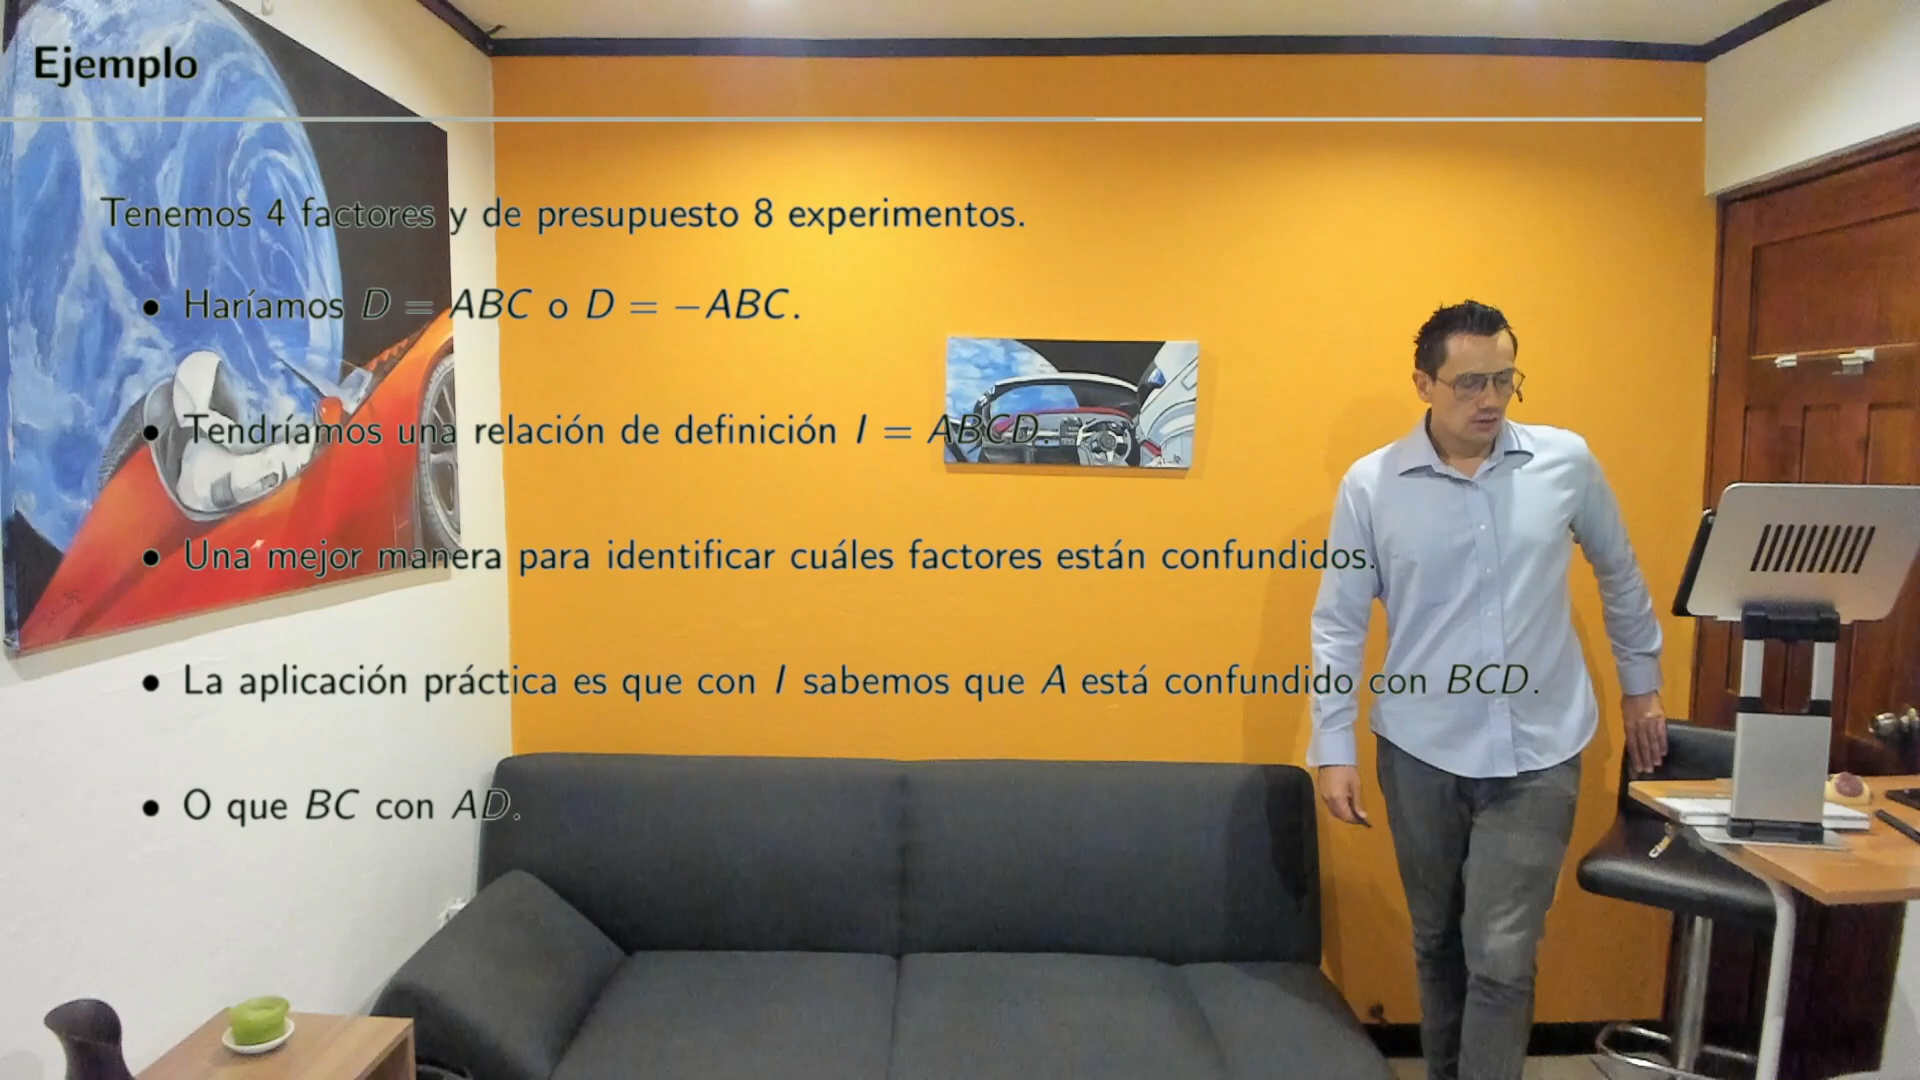 Ejemplo
Tenemos 4 factores y de presupuesto 8 experimentos.
• Haríamos D = ABC o D = −ABC.
• Tendríamos una relación de definición I = ABCD
• Una mejor manera para identificar cuáles factores están confundidos.
• La aplicación práctica es que con I sabemos que A está confundido con BCD.
• O que BC con AD.